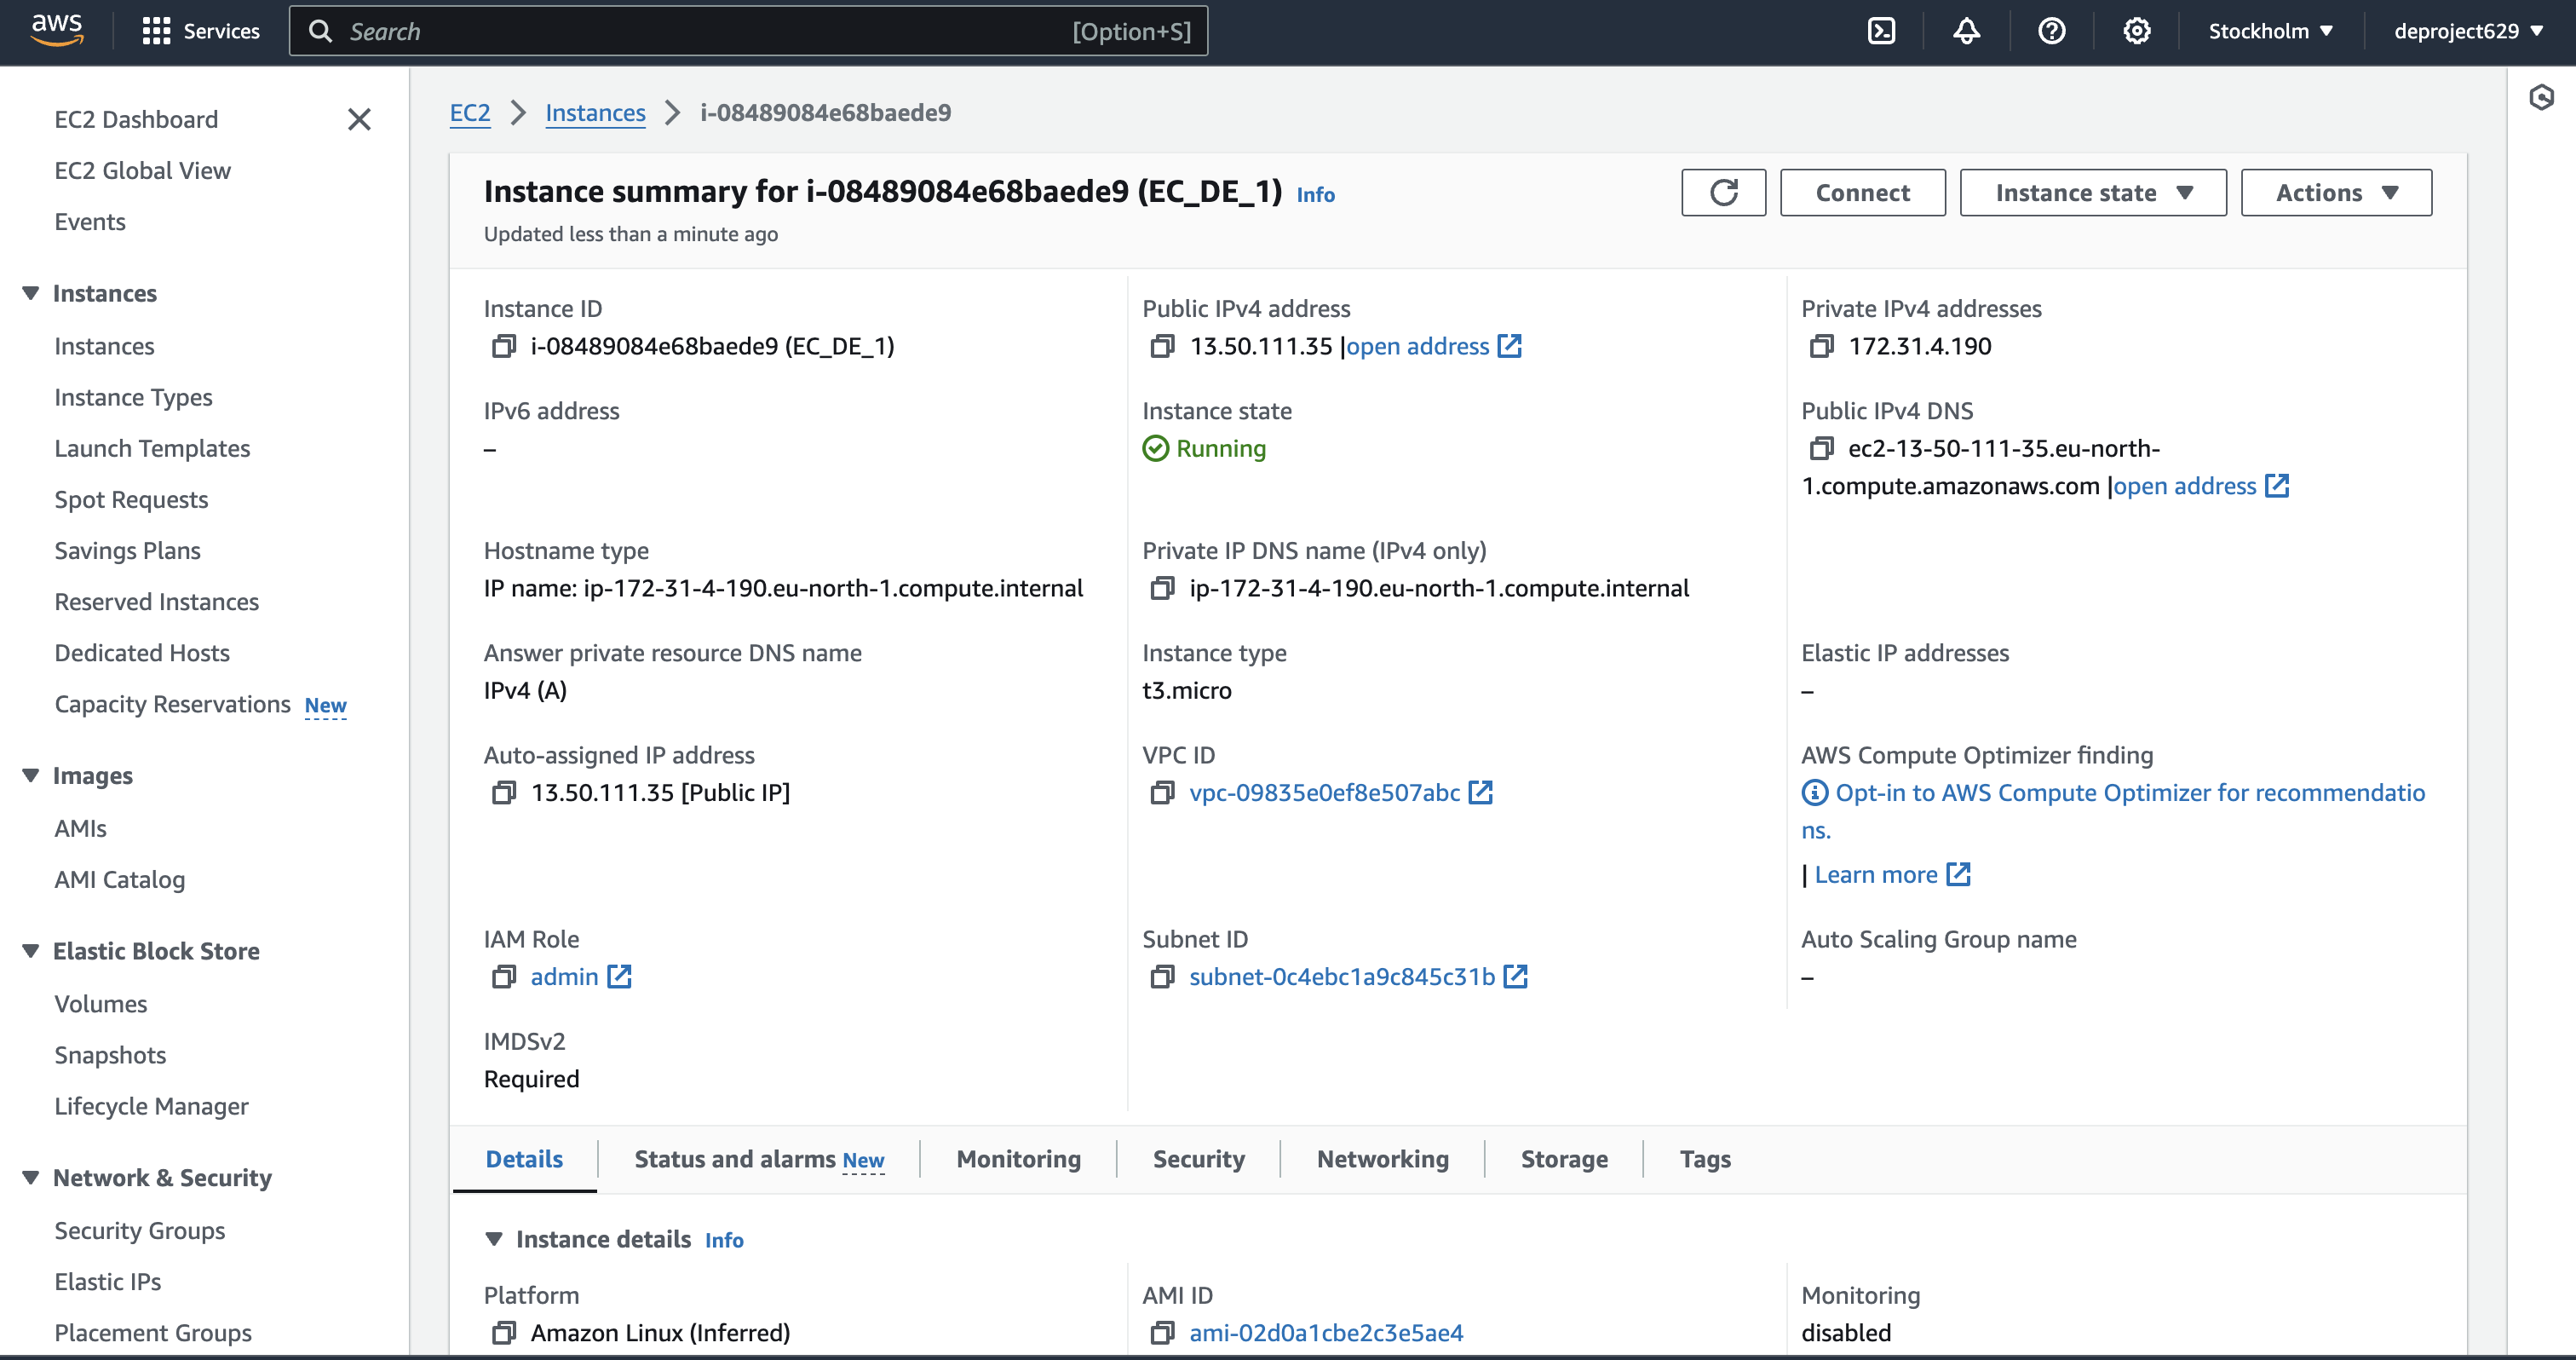 aws
Services
Search
[Option+S]
Stockholm
deproject629
EC2 Dashboard
EC2 Global View
Events
Instances
Instances
Instance Types
Launch Templates
Spot Requests
Savings Plans
Reserved Instances
Dedicated Hosts
Capacity Reservations New
Images
AMIs
AMI Catalog
Elastic Block Store
Volumes
Snapshots
Lifecycle Manager
Network & Security
Security Groups
Elastic IPs
Placement Groups
EC2
Instances
i-08489084e68baede9
Instance summary for i-08489084e68baede9 (EC_DE_1) Info
Updated less than a minute ago
Connect
Instance state
Actions
Instance ID
i-08489084e68baede9 (EC_DE_1)
Public IPv4 address
13.50.111.35 |open address
Private IPv4 addresses
172.31.4.190
IPv6 address
–
Instance state
Running
Public IPv4 DNS
ec2-13-50-111-35.eu-north-
1.compute.amazonaws.com |open address
Hostname type
IP name: ip-172-31-4-190.eu-north-1.compute.internal
Private IP DNS name (IPv4 only)
ip-172-31-4-190.eu-north-1.compute.internal
Answer private resource DNS name
IPv4 (A)
Instance type
t3.micro
Elastic IP addresses
–
Auto-assigned IP address
13.50.111.35 [Public IP]
VPC ID
vpc-09835e0ef8e507abc
AWS Compute Optimizer finding
Opt-in to AWS Compute Optimizer for recommendatio
ns.
| Learn more
IAM Role
admin
Subnet ID
subnet-0c4ebc1a9c845c31b
Auto Scaling Group name
–
IMDSv2
Required
Details
Status and alarms New
Monitoring
Security
Networking
Storage
Tags
Instance details Info
Platform
Amazon Linux (Inferred)
AMI ID
ami-02d0a1cbe2c3e5ae4
Monitoring
disabled